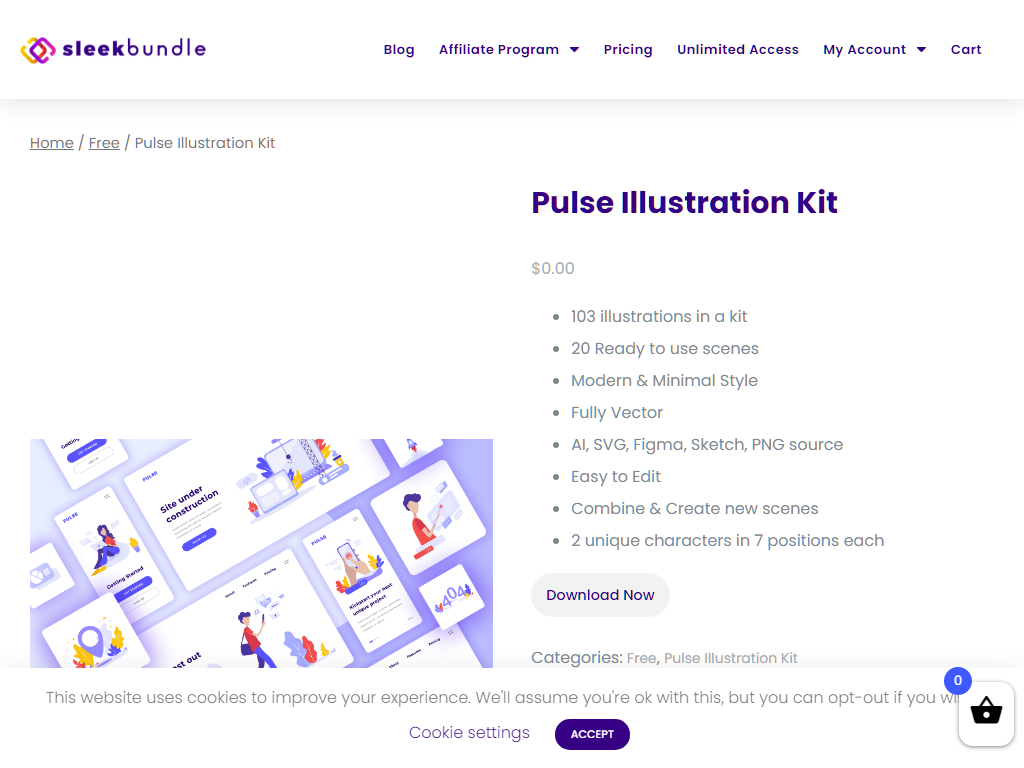 sleekbundle
Blog Affiliate Program Pricing Unlimited Access My Account Cart
Home / Free / Pulse Illustration Kit
Pulse Illustration Kit
$0.00
103 illustrations in a kit
20 Ready to use scenes
Modern & Minimal Style
Fully Vector
AI, SVG, Figma, Sketch, PNG source
Easy to Edit
Combine & Create new scenes
2 unique characters in 7 positions each
Download Now
Categories: Free, Pulse Illustration Kit
PULSE
Site under
construction
PULSE
Getting Started
PULSE
Kickstart your next
unique project
About Features Pricing
404
out
This website uses cookies to improve your experience. We'll assume you're ok with this, but you can opt-out if you
Cookie settings
ACCEPT
0